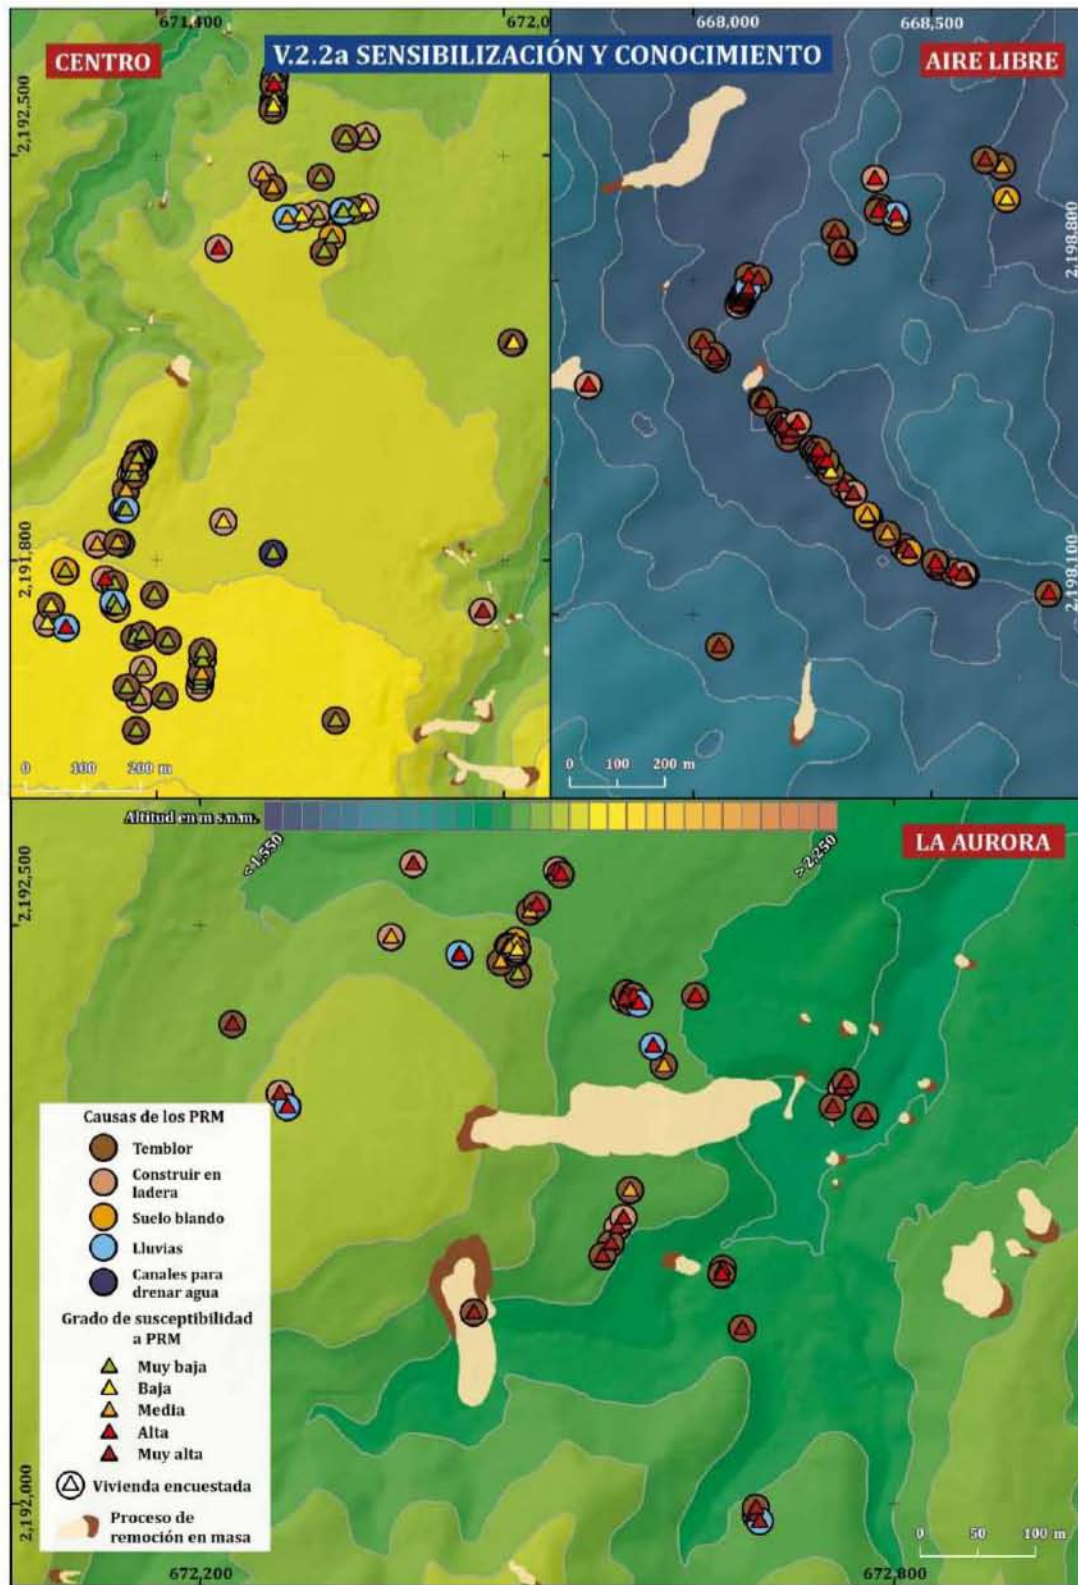 671,400
672,0
668,000
668,500
CENTRO
V.2.2a SENSIBILIZACIÓN Y CONOCIMIENTO
AIRE LIBRE
2,192,500
2,198,800
2,191,800
2,198,100
0 100 200 m
0 100 200 m
Altitud en m s.n.m.
< 1,550
> 2,250
LA AURORA
2,192,500
Causas de los PRM
Temblor
Construir en
ladera
Suelo blando
Lluvias
Canales para
drenar agua
Grado de susceptibilidad
a PRM
Muy baja
Baja
Media
Alta
Muy alta
Vivienda encuestada
Proceso de
remoción en masa
2,192,000
0 50 100 m
672,200
672,800